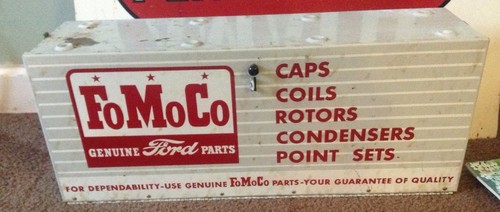 FoMoCo
GENUINE Ford PARTS
CAPS
COILS
ROTORS
CONDENSERS
POINT SETS
FOR DEPENDABILITY-USE GENUINE FoMoCo PARTS-YOUR GUARANTEE OF QUALITY